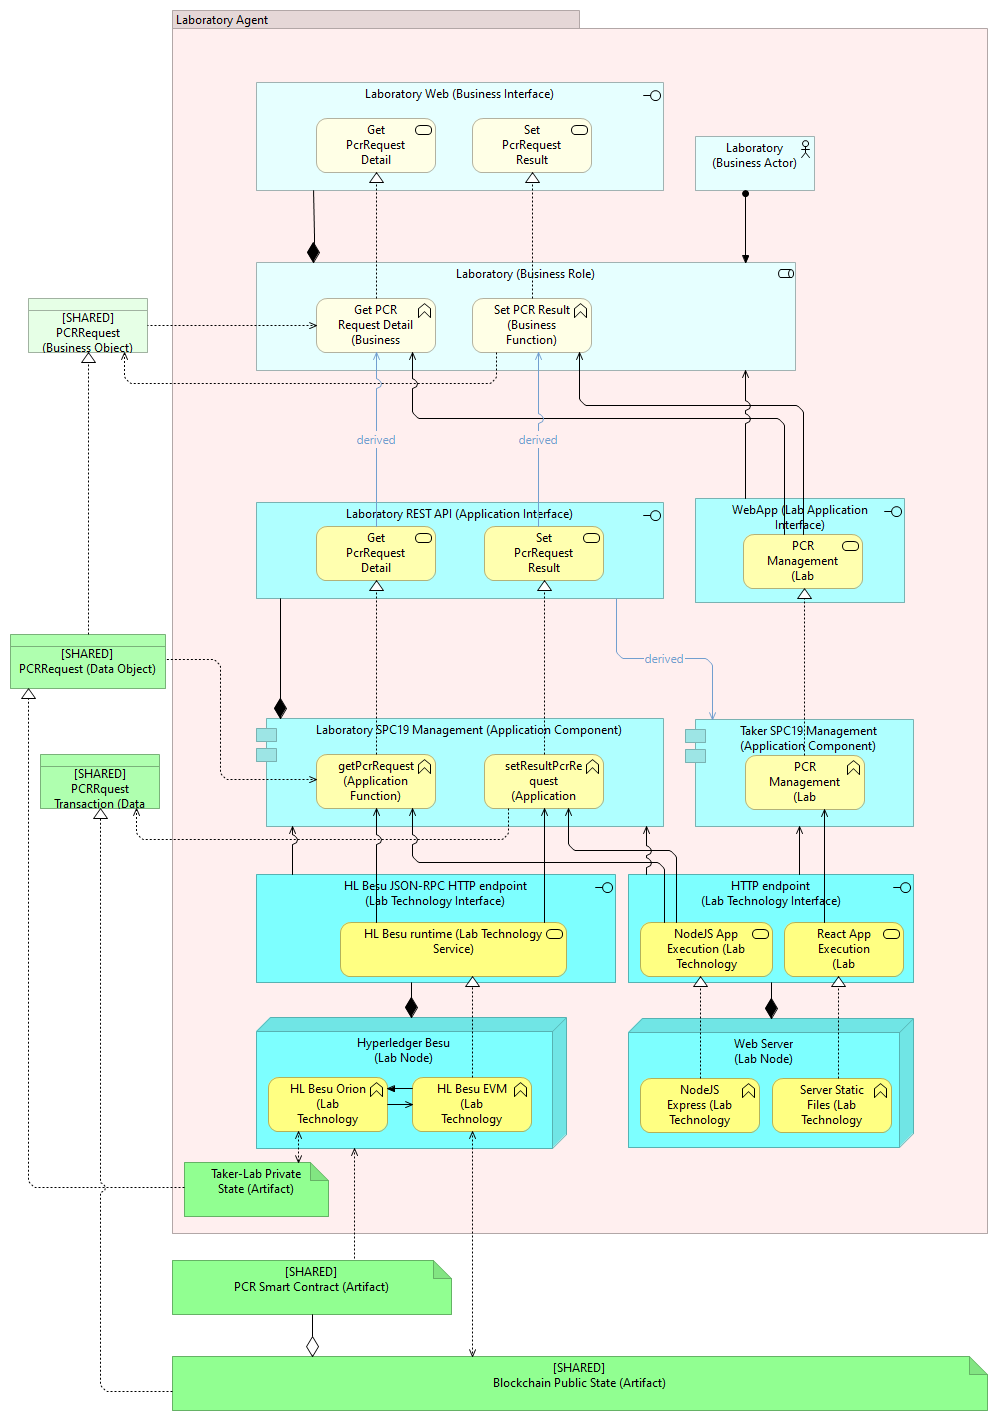 Laboratory Agent
Laboratory Web (Business Interface)
Get
PcrRequest
Detail
Set
PcrRequest
Result
Laboratory
(Business Actor)
Laboratory (Business Role)
Get PCR
Request Detail
(Business
Set PCR Result
(Business
Function)
[SHARED]
PCRRequest
(Business Object)
derived
derived
Laboratory REST API (Application Interface)
Get
PcrRequest
Detail
Set
PcrRequest
Result
WebApp (Lab Application
Interface)
PCR
Management
(Lab
[SHARED]
PCRRequest (Data Object)
derived
Laboratory SPC19 Management (Application Component)
getPcrRequest
(Application
Function)
setResultPcrRe
quest
(Application
Taker SPC19 Management
(Application Component)
PCR
Management
(Lab
[SHARED]
PCRRquest
Transaction (Data
HL Besu JSON-RPC HTTP endpoint
(Lab Technology Interface)
HL Besu runtime (Lab Technology
Service)
HTTP endpoint
(Lab Technology Interface)
NodeJS App
Execution (Lab
Technology
React App
Execution
(Lab
Hyperledger Besu
(Lab Node)
HL Besu Orion
(Lab
Technology
HL Besu EVM
(Lab
Technology
Web Server
(Lab Node)
NodeJS
Express (Lab
Technology
Server Static
Files (Lab
Technology
Taker-Lab Private
State (Artifact)
[SHARED]
PCR Smart Contract (Artifact)
[SHARED]
Blockchain Public State (Artifact)